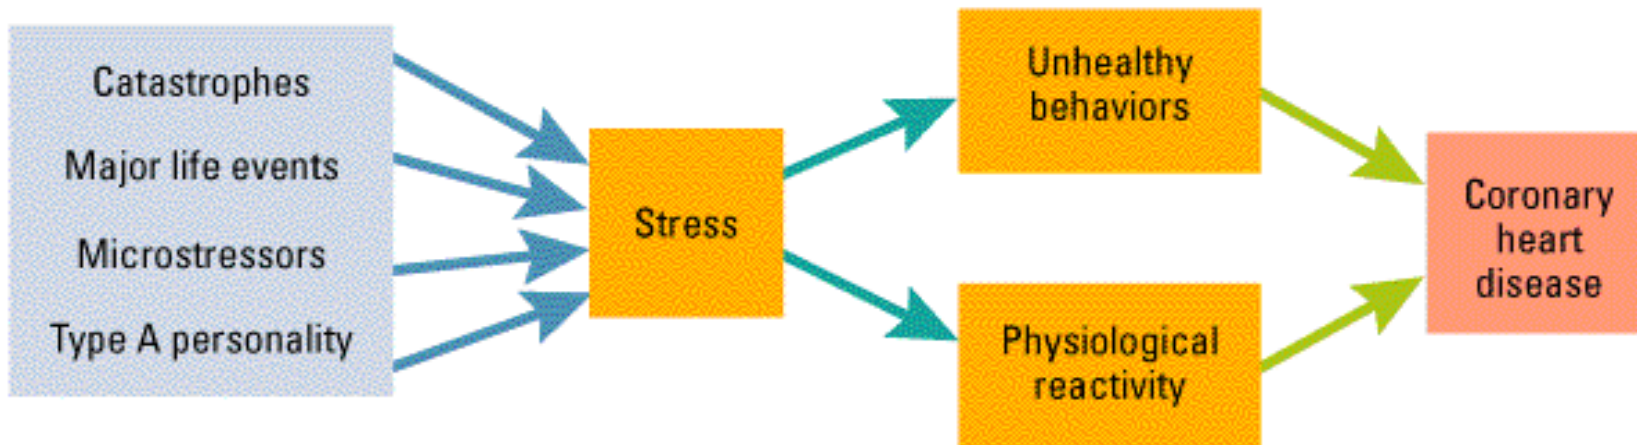 Catastrophes
Major life events
Microstressors
Type A personality
Stress
Unhealthy
behaviors
Physiological
reactivity
Coronary
heart
disease